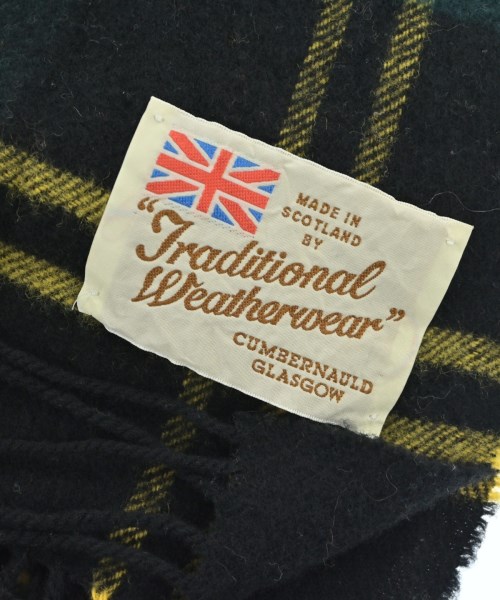 MADE IN
SCOTLAND
BY
"Traditional
Weatherwear"
CUMBERNAULD
GLASGOW